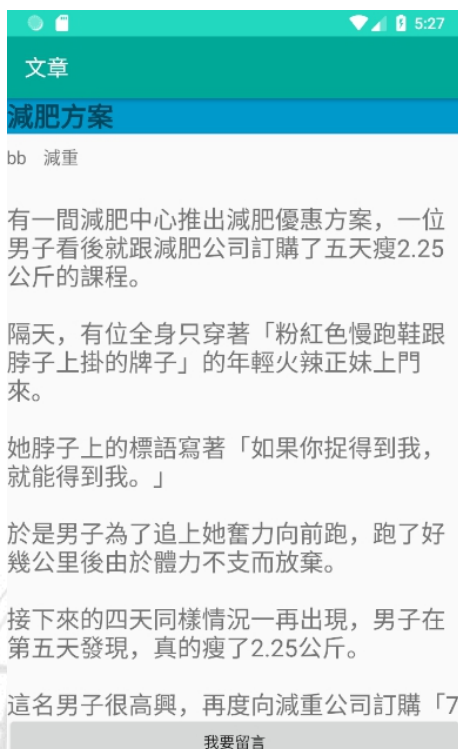 5:27
文章
減肥方案
bb 減重
有一間減肥中心推出減肥優惠方案，一位
男子看後就跟減肥公司訂購了五天瘦2.25
公斤的課程。
隔天，有位全身只穿著「粉紅色慢跑鞋跟
脖子上掛的牌子」的年輕火辣正妹上門
來。
她脖子上的標語寫著「如果你捉得到我，
就能得到我。」
於是男子為了追上她奮力向前跑，跑了好
幾公里後由於體力不支而放棄。
接下來的四天同樣情況一再出現，男子在
第五天發現，真的瘦了2.25公斤。
這名男子很高興，再度向減重公司訂購「7
我要留言